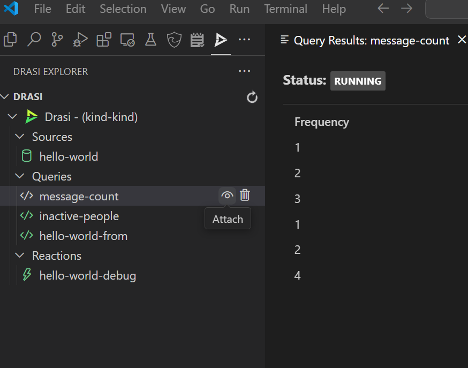 File Edit Selection View Go Run Terminal Help
DRASI EXPLORER
DRASI
Drasi - (kind-kind)
Sources
hello-world
Queries
message-count
Attach
inactive-people
hello-world-from
Reactions
hello-world-debug
Query Results: message-count
Status: RUNNING
Frequency
1
2
3
1
2
4